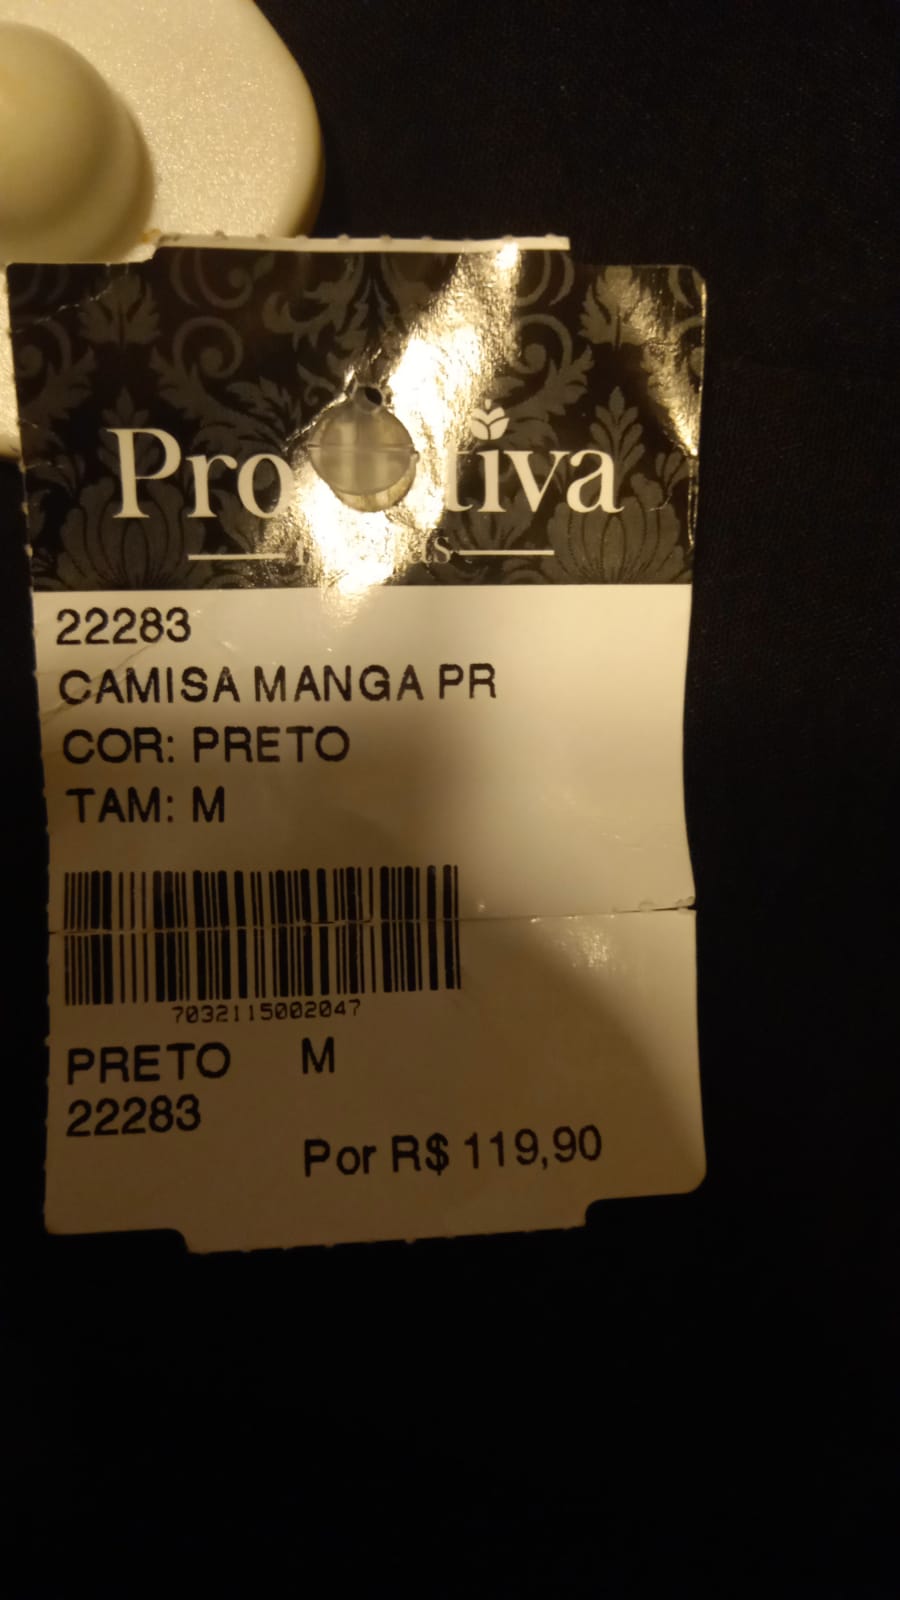 22283
CAMISA MANGA PR
COR: PRETO
TAM: M
7032115002047
PRETO M
22283
Por R$ 119,90